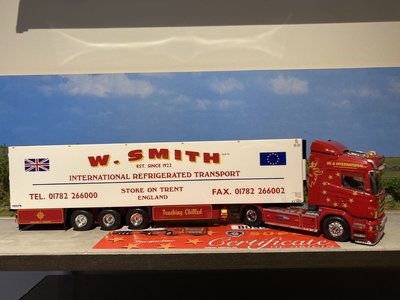 W. SMITH
EST. SINCE 1922
INTERNATIONAL REFRIGERATED TRANSPORT
TEL. 01782 266000
STOKE ON TRENT
ENGLAND
FAX. 01782 266002
Trucking Chilled
Certificate